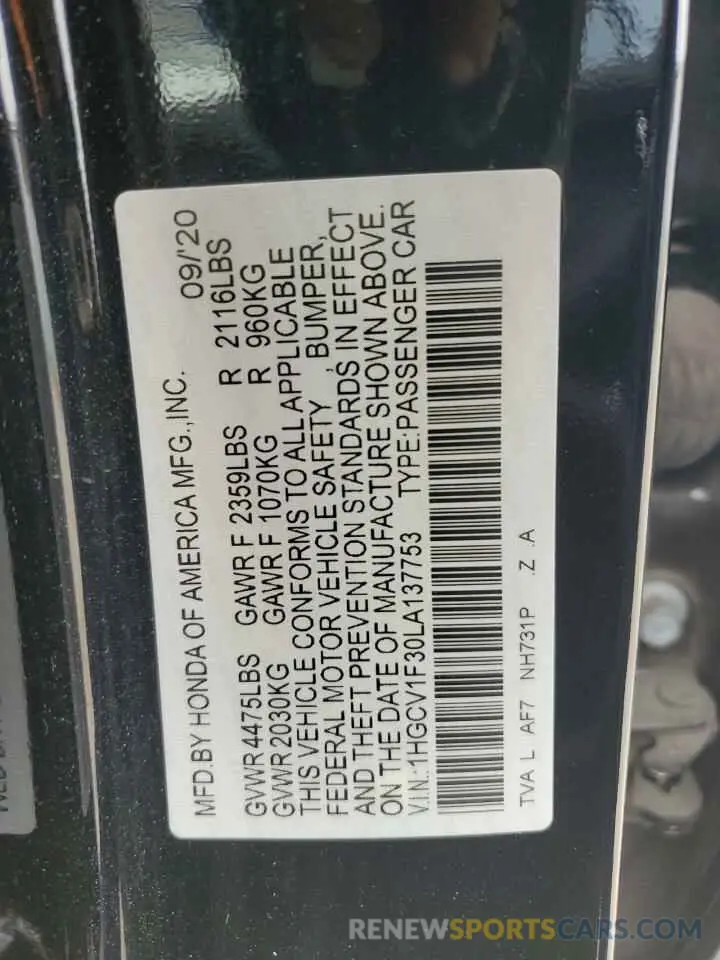 MFD.BY HONDA OF AMERICA MFG.,INC. 09/'20
GVWR 4475LBS GAWR F 2359LBS R 2116LBS
GVWR 2030KG GAWR F 1070KG R 960KG
THIS VEHICLE CONFORMS TO ALL APPLICABLE
FEDERAL MOTOR VEHICLE SAFETY , BUMPER,
AND THEFT PREVENTION STANDARDS IN EFFECT
ON THE DATE OF MANUFACTURE SHOWN ABOVE.
V.I.N.:1HGCV1F30LA137753 TYPE:PASSENGER CAR
TVA L AF7 NH731P .Z .A
RENEWSPORTSCARS.COM